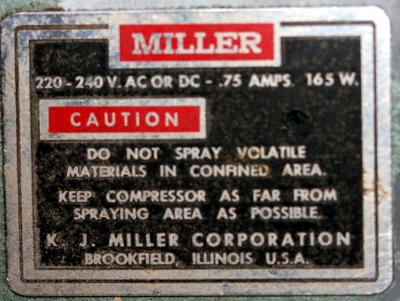 MILLER
220-240 V. AC OR DC - .75 AMPS. 165 W.
CAUTION
DO NOT SPRAY VOLATILE
MATERIALS IN CONFINED AREA.
KEEP COMPRESSOR AS FAR FROM
SPRAYING AREA AS POSSIBLE.
K. J. MILLER CORPORATION
BROOKFIELD, ILLINOIS U.S.A.